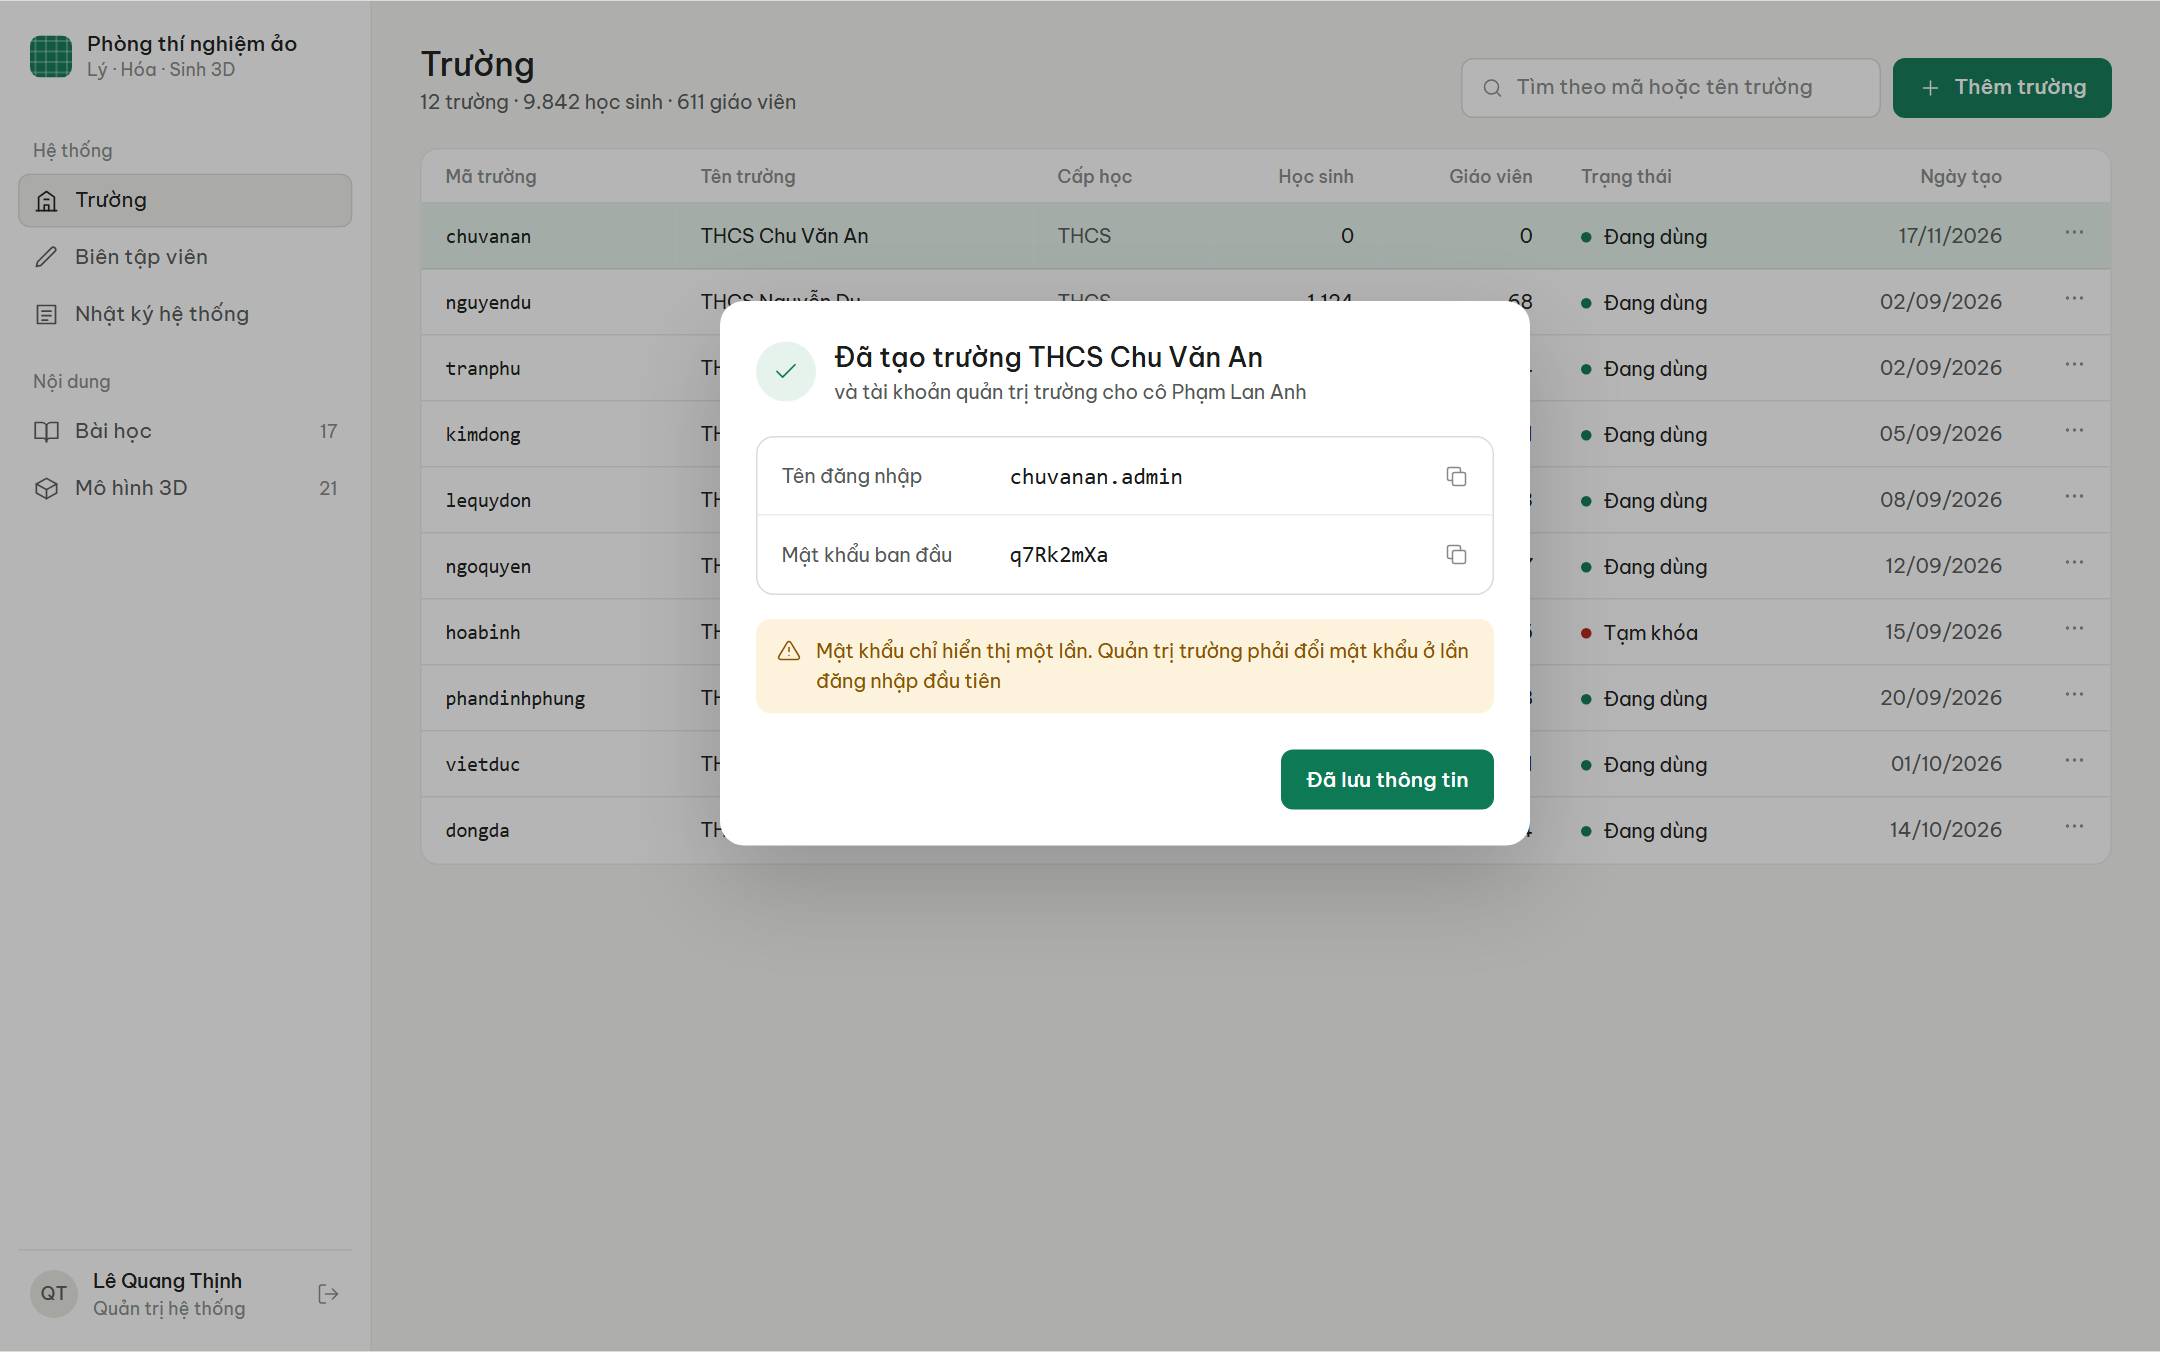 Phòng thí nghiệm ảo
Lý · Hóa · Sinh 3D
Hệ thống
Trường
Biên tập viên
Nhật ký hệ thống
Nội dung
Bài học 17
Mô hình 3D 21
QT
Lê Quang Thịnh
Quản trị hệ thống
Trường
12 trường · 9.842 học sinh · 611 giáo viên
Tìm theo mã hoặc tên trường
Thêm trường
Mã trường Tên trường Cấp học Học sinh Giáo viên Trạng thái Ngày tạo
chuvanan THCS Chu Văn An THCS 0 0 Đang dùng 17/11/2026
nguyendu THCS Nguyễn Du THCS 1.124 68 Đang dùng 02/09/2026
tranphu Đang dùng 02/09/2026
kimdong Đang dùng 05/09/2026
lequydon Đang dùng 08/09/2026
ngoquyen Đang dùng 12/09/2026
hoabinh Tạm khóa 15/09/2026
phandinhphung Đang dùng 20/09/2026
vietduc Đang dùng 01/10/2026
dongda Đang dùng 14/10/2026
Đã tạo trường THCS Chu Văn An
và tài khoản quản trị trường cho cô Phạm Lan Anh
Tên đăng nhập chuvanan.admin
Mật khẩu ban đầu q7Rk2mXa
Mật khẩu chỉ hiển thị một lần. Quản trị trường phải đổi mật khẩu ở lần
đăng nhập đầu tiên
Đã lưu thông tin